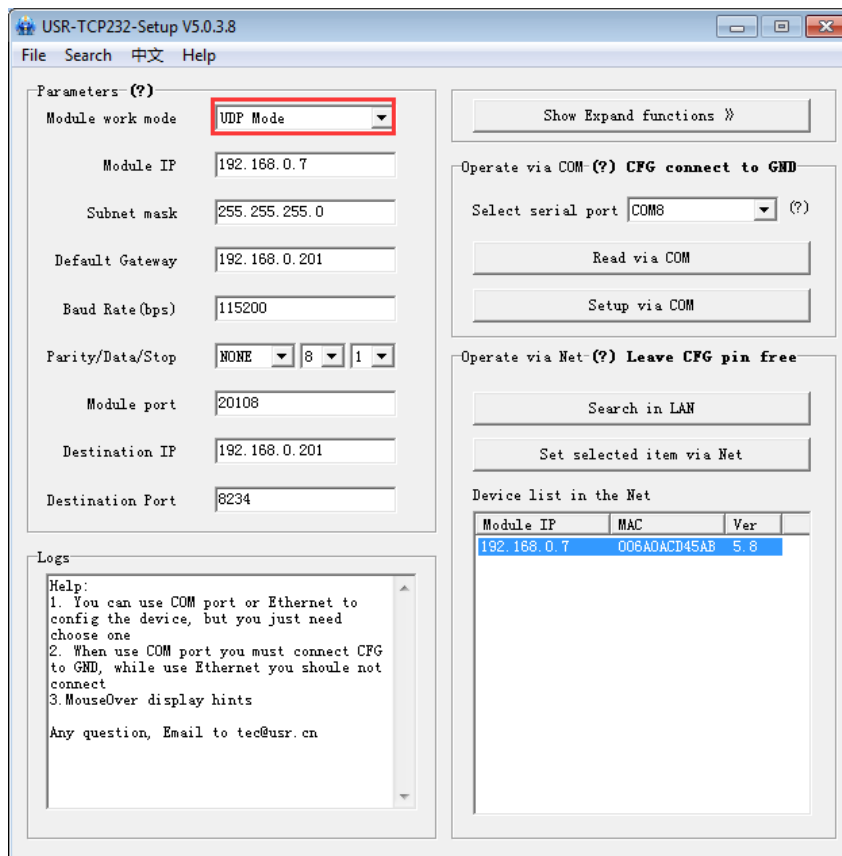 USR-TCP232-Setup V5.0.3.8
File Search 中文 Help
Parameters (?)
Module work mode UDP Mode
Module IP 192.168.0.7
Subnet mask 255.255.255.0
Default Gateway 192.168.0.201
Baud Rate(bps) 115200
Parity/Data/Stop NONE 8 1
Module port 20108
Destination IP 192.168.0.201
Destination Port 8234
Logs
Help:
1. You can use COM port or Ethernet to
config the device, but you just need
choose one
2. When use COM port you must connect CFG
to GND, while use Ethernet you shoule not
connect
3.MouseOver display hints
Any question, Email to tec@usr.cn
Show Expand functions 》
Operate via COM (?) CFG connect to GND
Select serial port COM8 (?)
Read via COM
Setup via COM
Operate via Net (?) Leave CFG pin free
Search in LAN
Set selected item via Net
Device list in the Net
Module IP MAC Ver
192.168.0.7 006A0ACD45AB 5.8